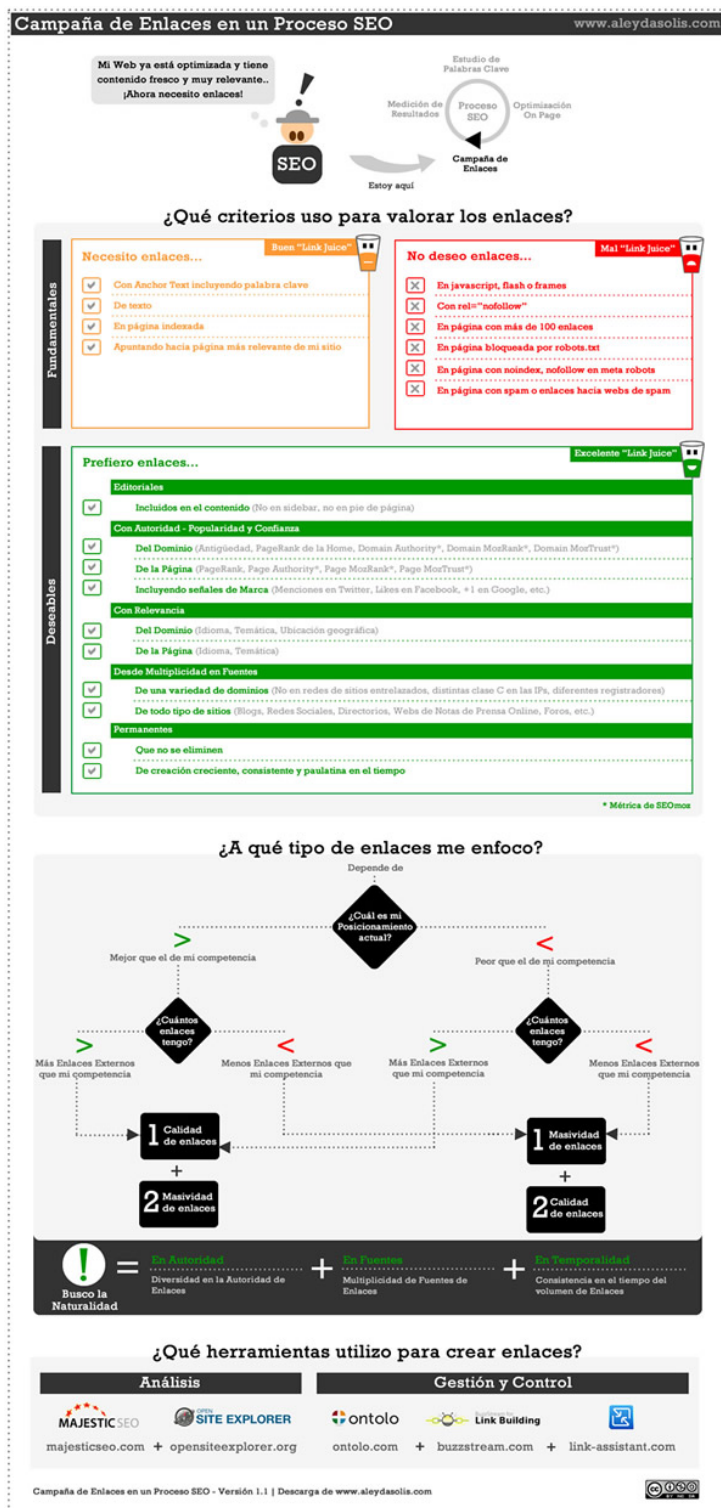 Campaña de Enlaces en un Proceso SEO
www.aleydasolis.com
Mi Web ya está optimizada y tiene
contenido fresco y muy relevante..
¡Ahora necesito enlaces!
SEO
Estoy aquí
Estudio de
Palabras Clave
Medición de
Resultados
Proceso
SEO
Optimización
On Page
Campaña de
Enlaces
¿Qué criterios uso para valorar los enlaces?
Fundamentales
Buen "Link Juice"
Necesito enlaces...
Con Anchor Text incluyendo palabra clave
De texto
En página indexada
Apuntando hacia página más relevante de mi sitio
Mal "Link Juice"
No deseo enlaces...
En javascript, flash o frames
Con rel="nofollow"
En página con más de 100 enlaces
En página bloqueada por robots.txt
En página con noindex, nofollow en meta robots
En página con spam o enlaces hacia webs de spam
Deseables
Excelente "Link Juice"
Prefiero enlaces...
Editoriales
Incluidos en el contenido (No en sidebar, no en pie de página)
Con Autoridad - Popularidad y Confianza
Del Dominio (Antigüedad, PageRank de la Home, Domain Authority*, Domain MozRank*, Domain MozTrust*)
De la Página (PageRank, Page Authority*, Page MozRank*, Page MozTrust*)
Incluyendo señales de Marca (Menciones en Twitter, Likes en Facebook, +1 en Google, etc.)
Con Relevancia
Del Dominio (Idioma, Temática, Ubicación geográfica)
De la Página (Idioma, Temática)
Desde Multiplicidad en Fuentes
De una variedad de dominios (No en redes de sitios entrelazados, distintas clase C en las IPs, diferentes registradores)
De todo tipo de sitios (Blogs, Redes Sociales, Directorios, Webs de Notas de Prensa Online, Foros, etc.)
Permanentes
Que no se eliminen
De creación creciente, consistente y paulatina en el tiempo
* Métrica de SEOmoz
¿A qué tipo de enlaces me enfoco?
Depende de
¿Cuál es mi
Posicionamiento
actual?
>
Mejor que el de mi competencia
<
Peor que el de mi competencia
¿Cuántos
enlaces
tengo?
¿Cuántos
enlaces
tengo?
>
Más Enlaces Externos
que mi competencia
<
Menos Enlaces Externos que
mi competencia
>
Más Enlaces Externos
que mi competencia
<
Menos Enlaces Externos
que mi competencia
1 Calidad
de enlaces
+
2 Masividad
de enlaces
1 Masividad
de enlaces
+
2 Calidad
de enlaces
!
Busco la
Naturalidad
=
En Autoridad
Diversidad en la Autoridad de
Enlaces
+
En Fuentes
Multiplicidad de Fuentes de
Enlaces
+
En Temporalidad
Consistencia en el tiempo del
volumen de Enlaces
¿Qué herramientas utilizo para crear enlaces?
Análisis
Gestión y Control
MAJESTIC SEO
OPEN
SITE EXPLORER
ontolo
BuzzStream for
Link Building
majesticseo.com + opensiteexplorer.org
ontolo.com + buzzstream.com + link-assistant.com
Campaña de Enlaces en un Proceso SEO - Versión 1.1 | Descarga de www.aleydasolis.com